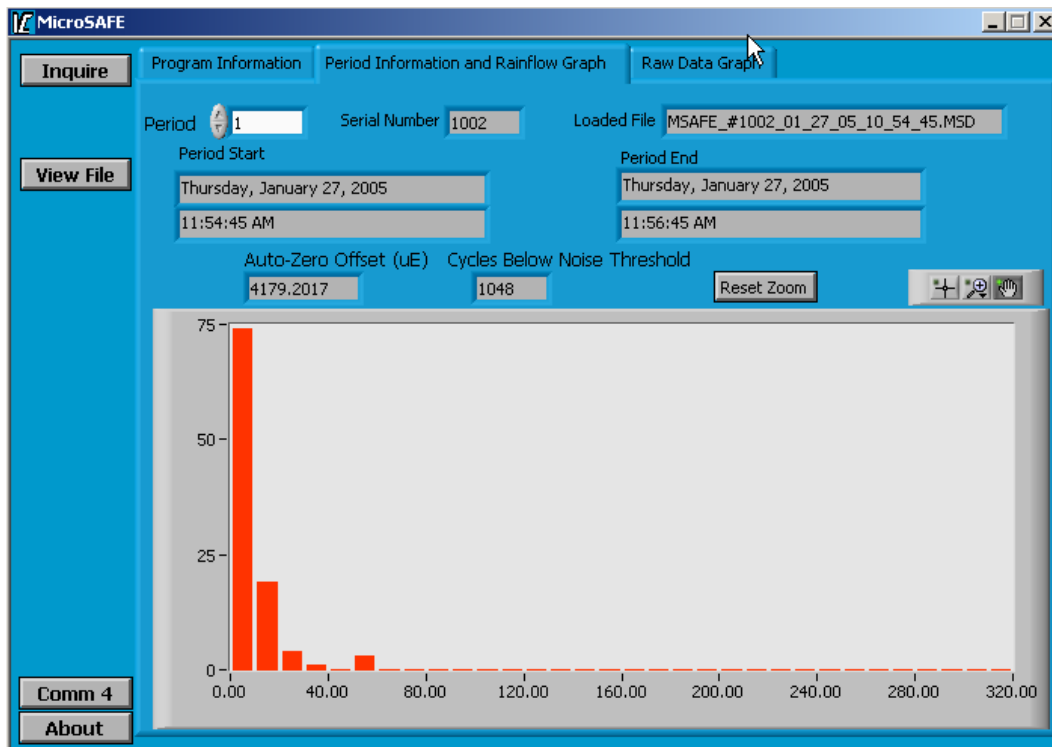 MicroSAFE
Inquire
Program Information
Period Information and Rainflow Graph
Raw Data Graph
Period 1
Serial Number 1002
Loaded File MSAFE_#1002_01_27_05_10_54_45.MSD
View File
Period Start
Period End
Thursday, January 27, 2005
Thursday, January 27, 2005
11:54:45 AM
11:56:45 AM
Auto-Zero Offset (uE) Cycles Below Noise Threshold
4179.2017
1048
Reset Zoom
75
50
25
0
0.00 40.00 80.00 120.00 160.00 200.00 240.00 280.00 320.00
Comm 4
About